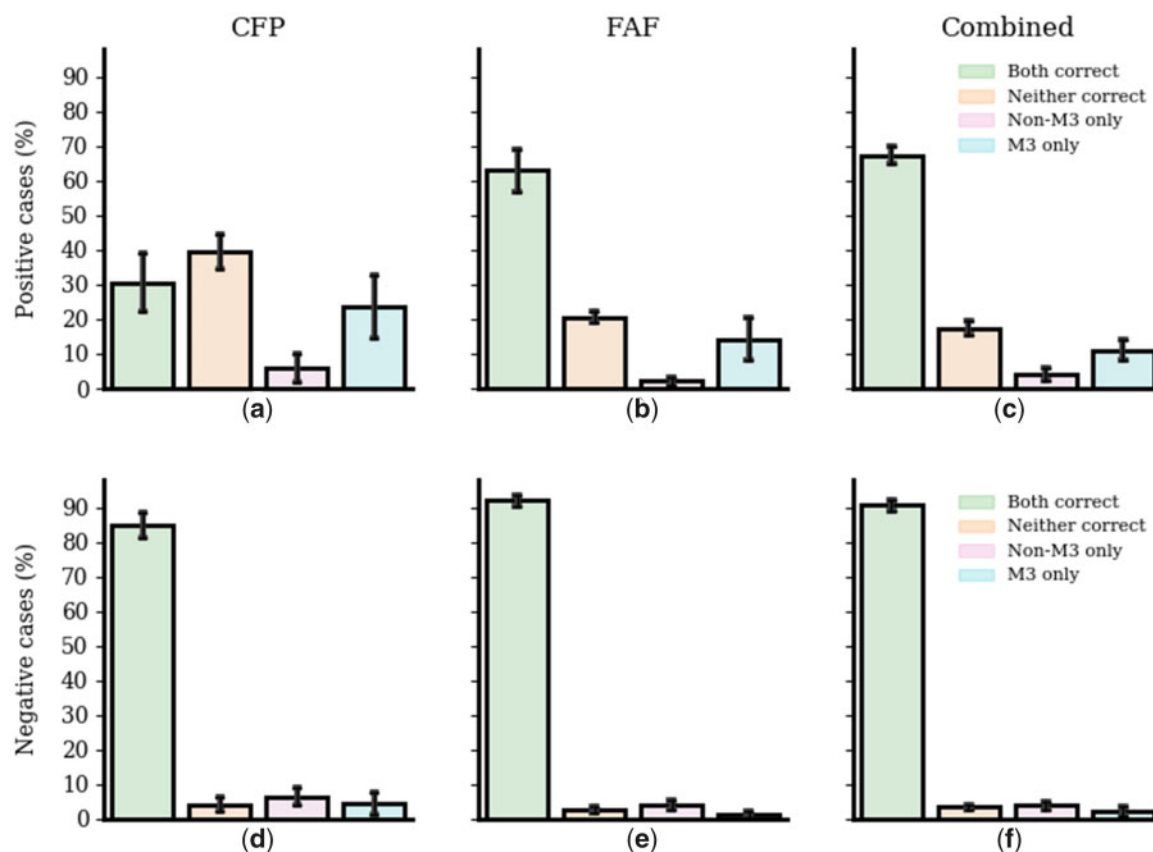 CFP
FAF
Combined
Positive cases (%)
90
80
70
60
50
40
30
20
10
0
Both correct
Neither correct
Non-M3 only
M3 only
(a)
(b)
(c)
Negative cases (%)
90
80
70
60
50
40
30
20
10
0
Both correct
Neither correct
Non-M3 only
M3 only
(d)
(e)
(f)